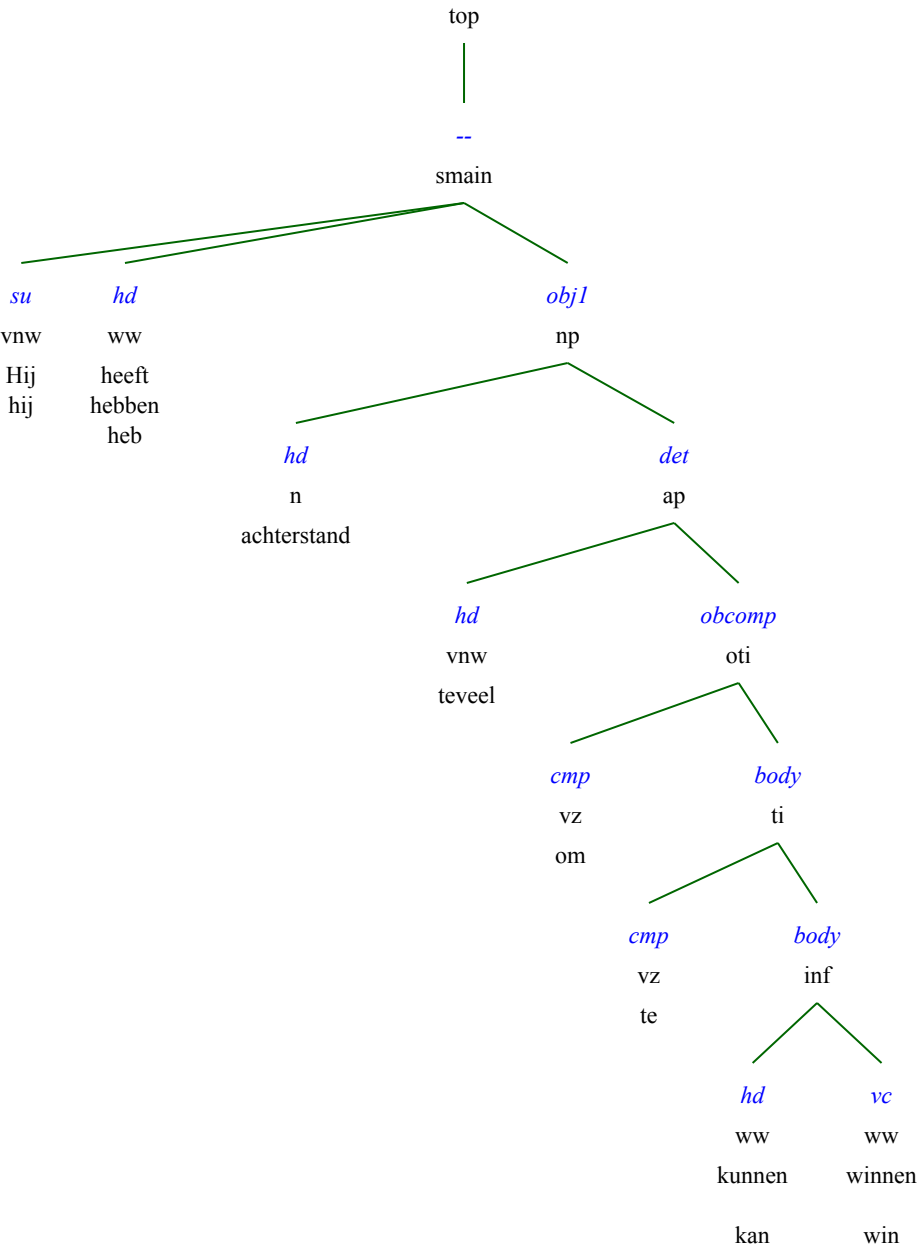 top
--
smain
su hd obj1
vnw ww np
Hij heeft
hij hebben
heb
hd det
n ap
achterstand
hd obcomp
vnw oti
teveel
cmp body
vz ti
om
cmp body
vz inf
te
hd vc
ww ww
kunnen winnen
kan win